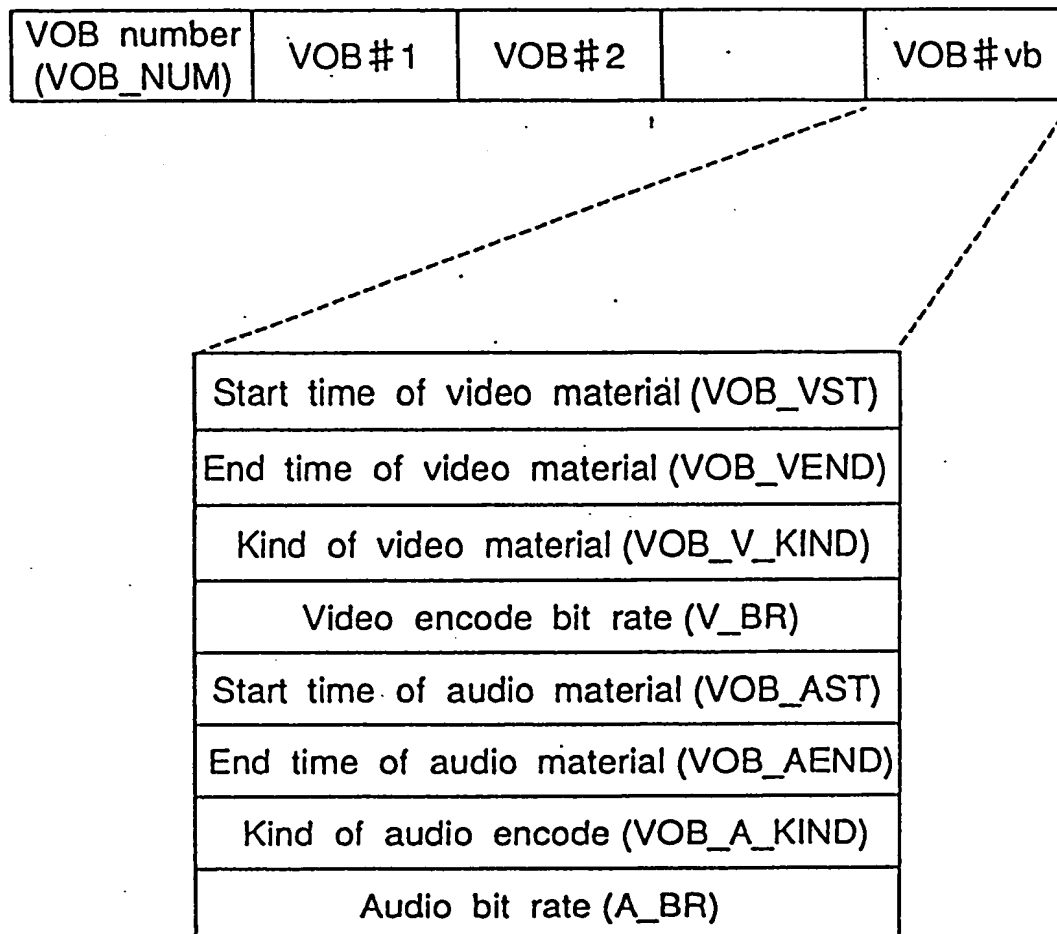 VOB number
(VOB_NUM)
VOB#1
VOB#2
VOB#vb
Start time of video material (VOB_VST)
End time of video material (VOB_VEND)
Kind of video material (VOB_V_KIND)
Video encode bit rate (V_BR)
Start time of audio material (VOB_AST)
End time of audio material (VOB_AEND)
Kind of audio encode (VOB_A_KIND)
Audio bit rate (A_BR)